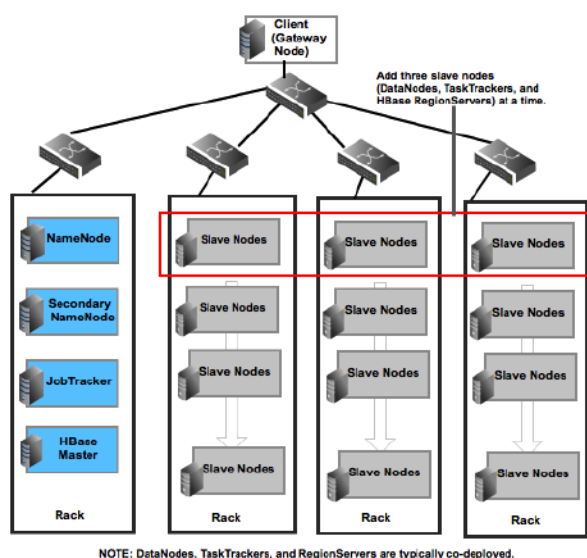 Client
(Gateway
Node)
Add three slave nodes
(DataNodes, TaskTrackers, and
HBase RegionServers) at a time.
NameNode
Secondary
NameNode
JobTracker
HBase
Master
Rack
Slave Nodes
Slave Nodes
Slave Nodes
Slave Nodes
Rack
Slave Nodes
Slave Nodes
Slave Nodes
Slave Nodes
Rack
Slave Nodes
Slave Nodes
Slave Nodes
Slave Nodes
Rack
NOTE: DataNodes, TaskTrackers, and RegionServers are typically co-deployed.